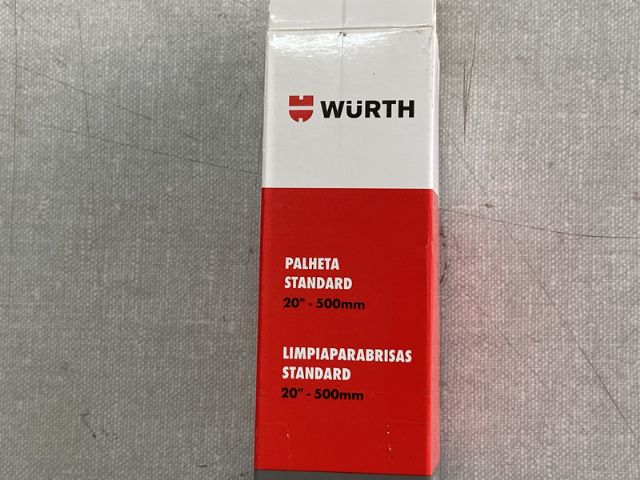 WÜRTH
PALHETA
STANDARD
20" - 500mm
LIMPIAPARABRISAS
STANDARD
20" - 500mm